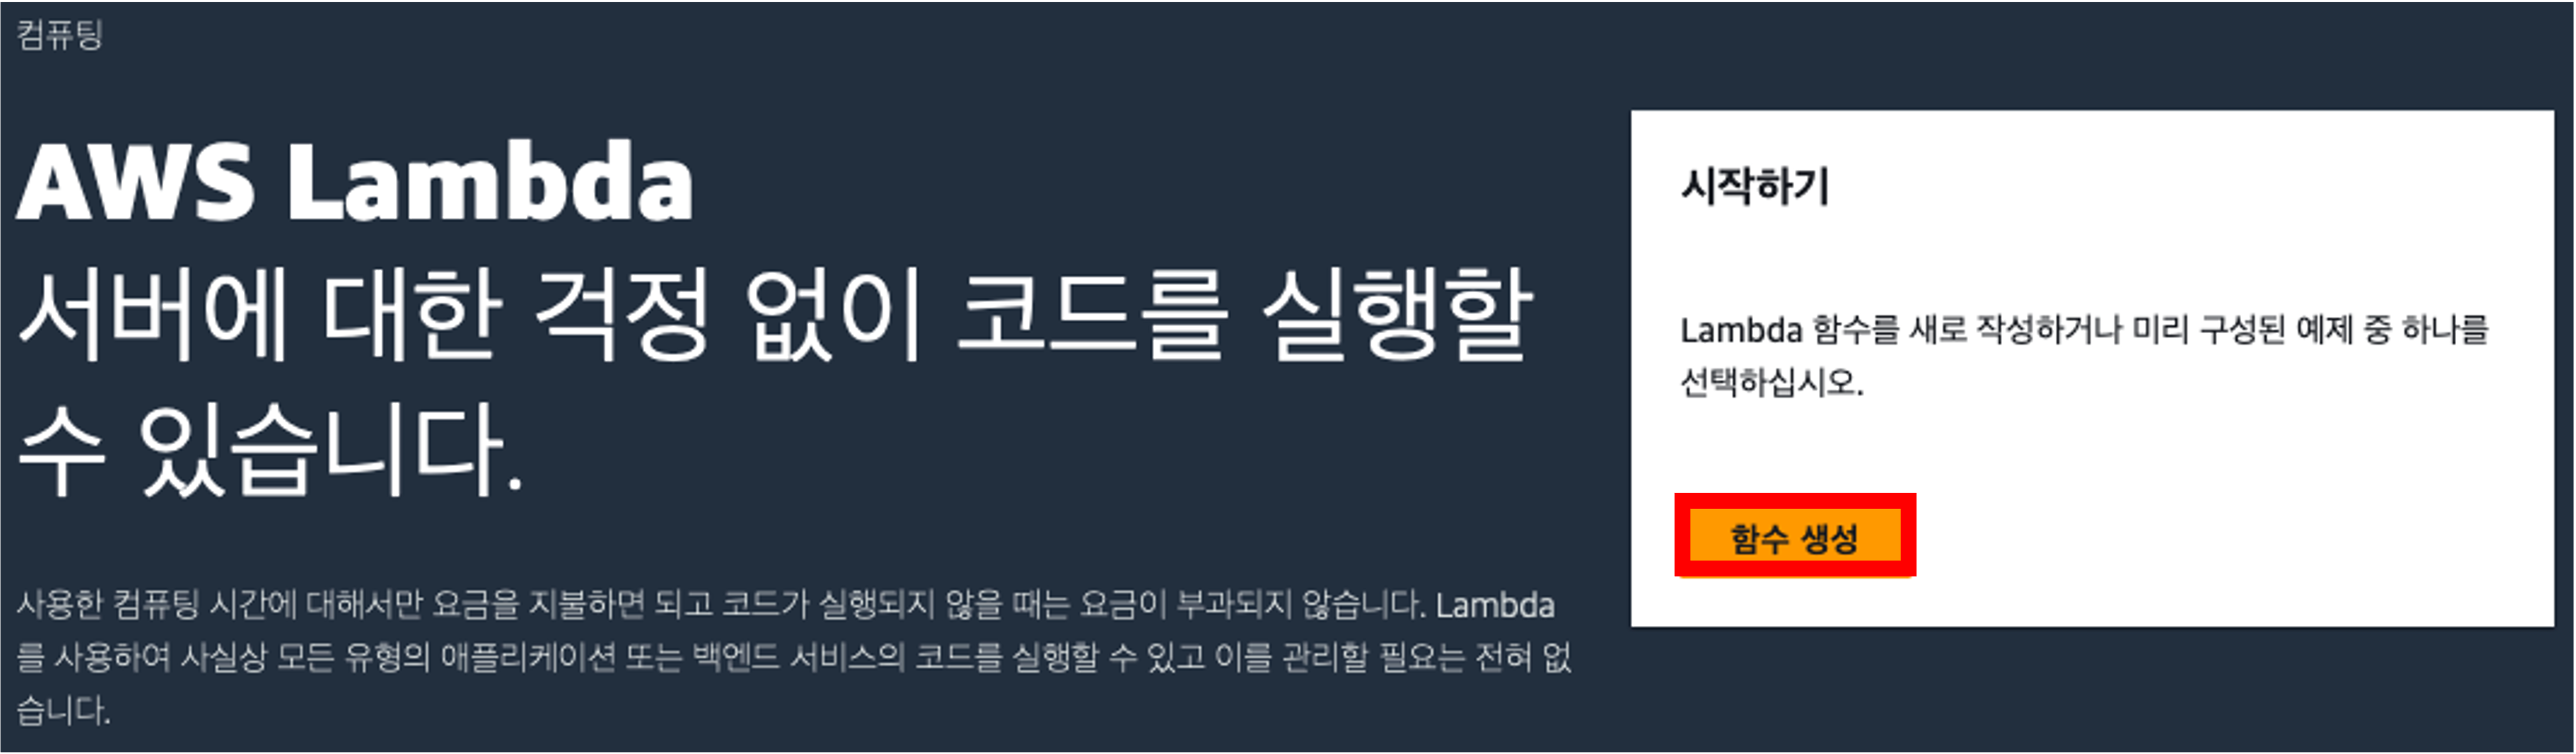 컴퓨팅
AWS Lambda
서버에 대한 걱정 없이 코드를 실행할
수 있습니다.
사용한 컴퓨팅 시간에 대해서만 요금을 지불하면 되고 코드가 실행되지 않을 때는 요금이 부과되지 않습니다. Lambda
를 사용하여 사실상 모든 유형의 애플리케이션 또는 백엔드 서비스의 코드를 실행할 수 있고 이를 관리할 필요는 전혀 없
습니다.
시작하기
Lambda 함수를 새로 작성하거나 미리 구성된 예제 중 하나를
선택하십시오.
함수 생성